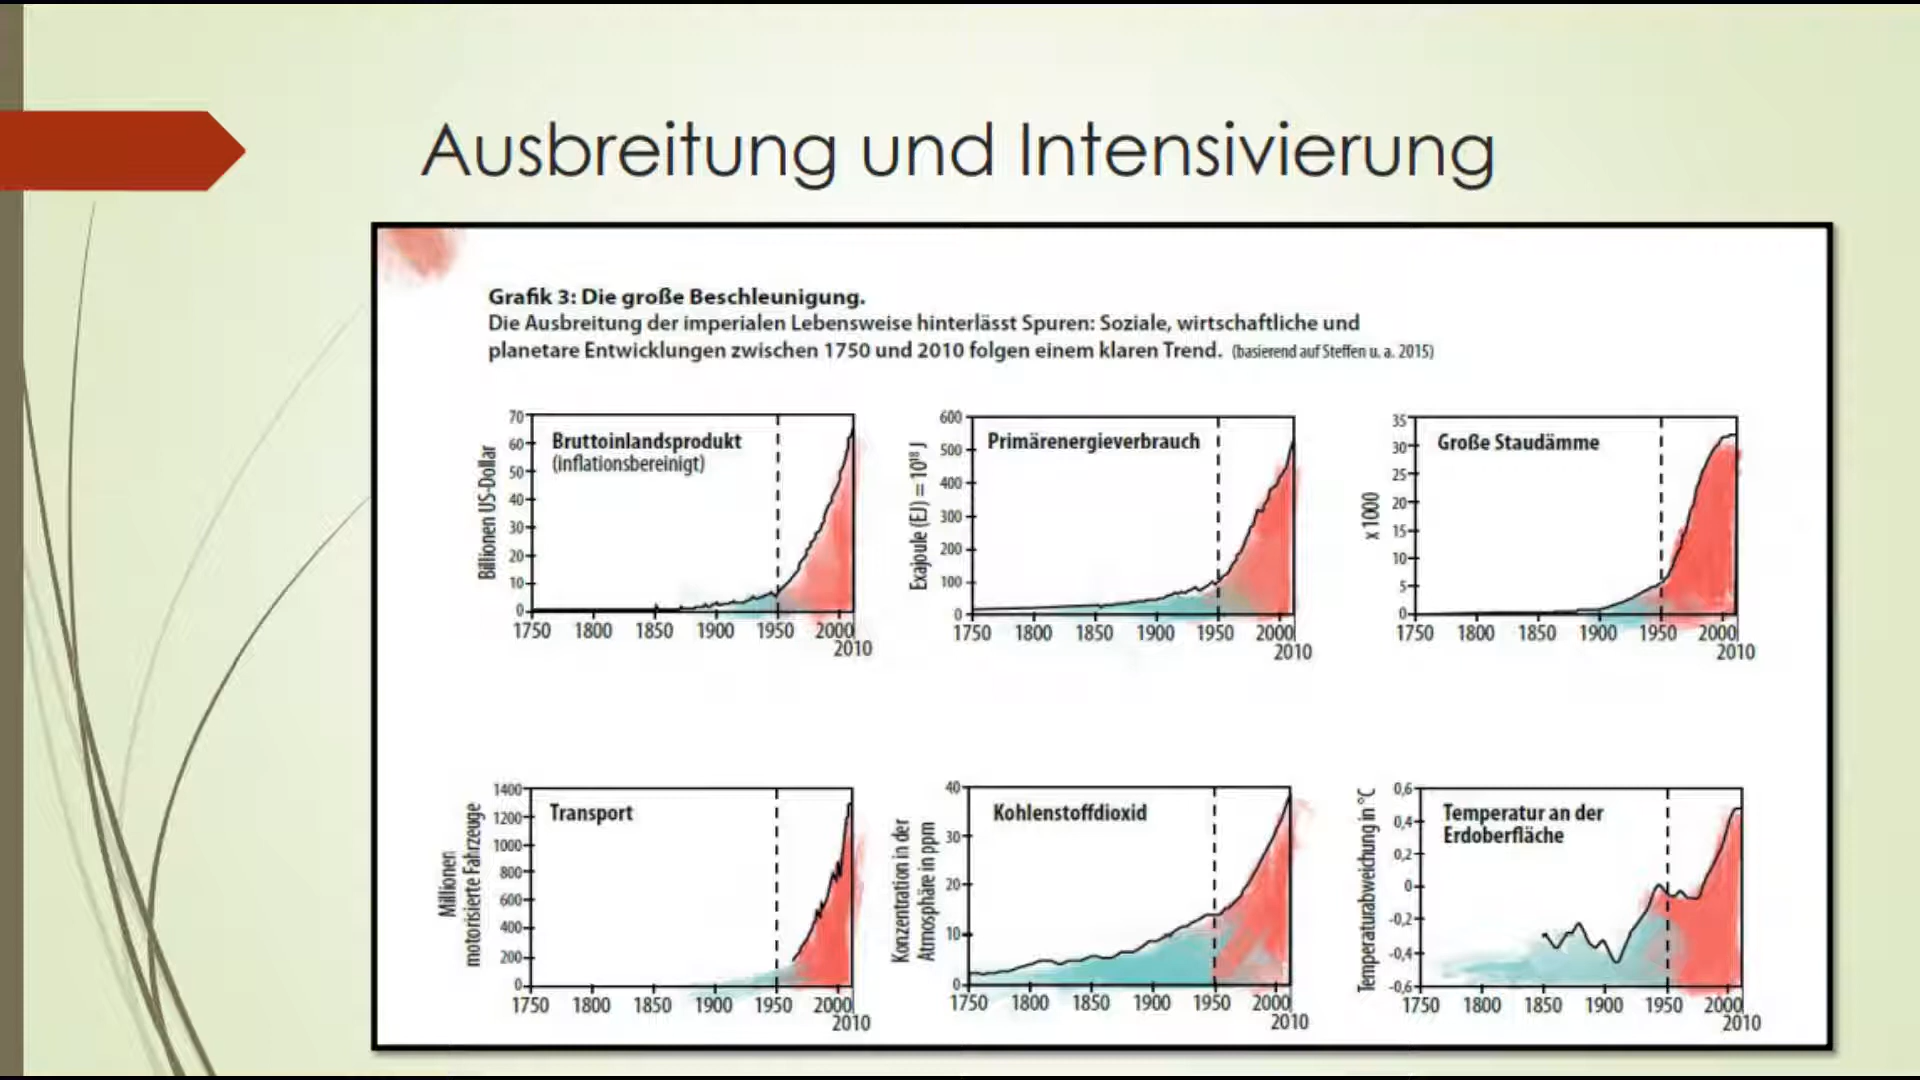 Ausbreitung und Intensivierung
Grafik 3: Die große Beschleunigung.
Die Ausbreitung der imperialen Lebensweise hinterlässt Spuren: Soziale, wirtschaftliche und
planetare Entwicklungen zwischen 1750 und 2010 folgen einem klaren Trend. (basierend auf Steffen u. a. 2015)
Bruttoinlandsprodukt
(inflationsbereinigt)
Billionen US-Dollar
70
60
50
40
30
20
10
0
1750 1800 1850 1900 1950 2000
2010
Primärenergieverbrauch
Exajoule (EJ) = 10¹⁸ J
600
500
400
300
200
100
0
1750 1800 1850 1900 1950 2000
2010
Große Staudämme
x 1000
35
30
25
20
15
10
5
0
1750 1800 1850 1900 1950 2000
2010
Transport
Millionen
motorisierte Fahrzeuge
1400
1200
1000
800
600
400
200
0
1750 1800 1850 1900 1950 2000
2010
Kohlenstoffdioxid
Konzentration in der
Atmosphäre in ppm
40
30
20
10
0
1750 1800 1850 1900 1950 2000
2010
Temperatur an der
Erdoberfläche
Temperaturabweichung in °C
0,6
0,4
0,2
0
-0,2
-0,4
-0,6
1750 1800 1850 1900 1950 2000
2010